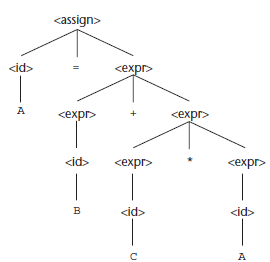 <assign>
<id> = <expr>
A <expr> + <expr>
<id> <expr> * <expr>
B <id> <id>
C A